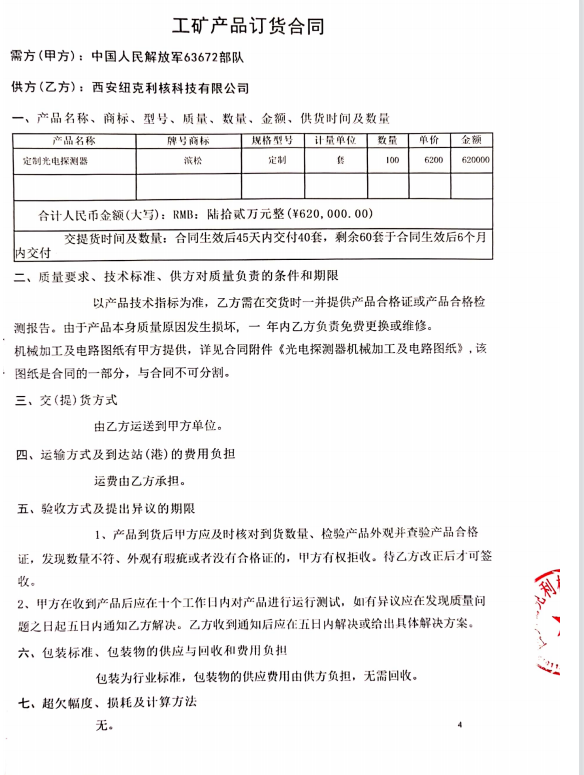 工矿产品订货合同
需方(甲方)：中国人民解放军63672部队
供方(乙方)：西安纽克利核科技有限公司
一、产品名称、商标、型号、质量、数量、金额、供货时间及数量
产品名称 牌号商标 规格型号 计量单位 数量 单价 金额
定制光电探测器 滨松 定制 套 100 6200 620000
合计人民币金额(大写)：RMB：陆拾贰万元整(¥620,000.00)
交提货时间及数量：合同生效后45天内交付40套，剩余60套于合同生效后6个月
内交付
二、质量要求、技术标准、供方对质量负责的条件和期限
以产品技术指标为准，乙方需在交货时一并提供产品合格证或产品合格检
测报告。由于产品本身质量原因发生损坏，一 年内乙方负责免费更换或维修。
机械加工及电路图纸有甲方提供，详见合同附件《光电探测器机械加工及电路图纸》,该
图纸是合同的一部分，与合同不可分割。
三、交(提)货方式
由乙方运送到甲方单位。
四、运输方式及到达站(港)的费用负担
运费由乙方承担。
五、验收方式及提出异议的期限
1、产品到货后甲方应及时核对到货数量、检验产品外观并查验产品合格
证，发现数量不符、外观有瑕疵或者没有合格证的，甲方有权拒收。待乙方改正后才可签
收。
2、甲方在收到产品后应在十个工作日内对产品进行运行测试，如有异议应在发现质量问
题之日起五日内通知乙方解决。乙方收到通知后应在五日内解决或给出具体解决方案。
六、包装标准、包装物的供应与回收和费用负担
包装为行业标准，包装物的供应费用由供方负担，无需回收。
七、超欠幅度、损耗及计算方法
无。
4